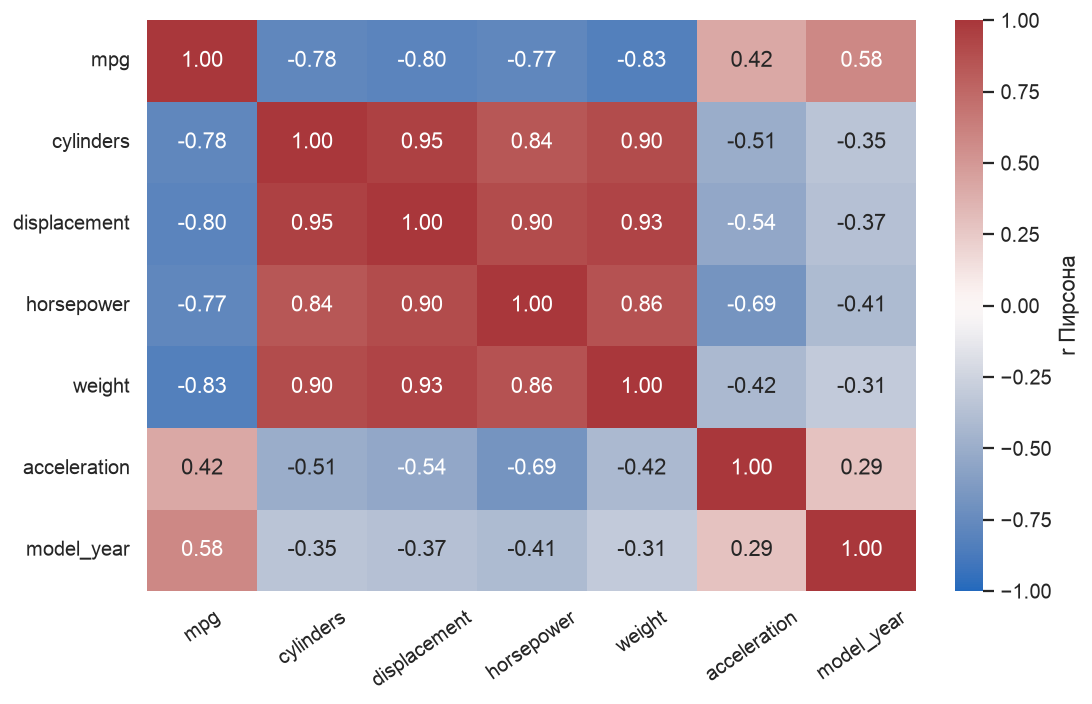 mpg 1.00 -0.78 -0.80 -0.77 -0.83 0.42 0.58
cylinders -0.78 1.00 0.95 0.84 0.90 -0.51 -0.35
displacement -0.80 0.95 1.00 0.90 0.93 -0.54 -0.37
horsepower -0.77 0.84 0.90 1.00 0.86 -0.69 -0.41
weight -0.83 0.90 0.93 0.86 1.00 -0.42 -0.31
acceleration 0.42 -0.51 -0.54 -0.69 -0.42 1.00 0.29
model_year 0.58 -0.35 -0.37 -0.41 -0.31 0.29 1.00
mpg cylinders displacement horsepower weight acceleration model_year
1.00
0.75
0.50
0.25
0.00
−0.25
−0.50
−0.75
−1.00
r Пирсона